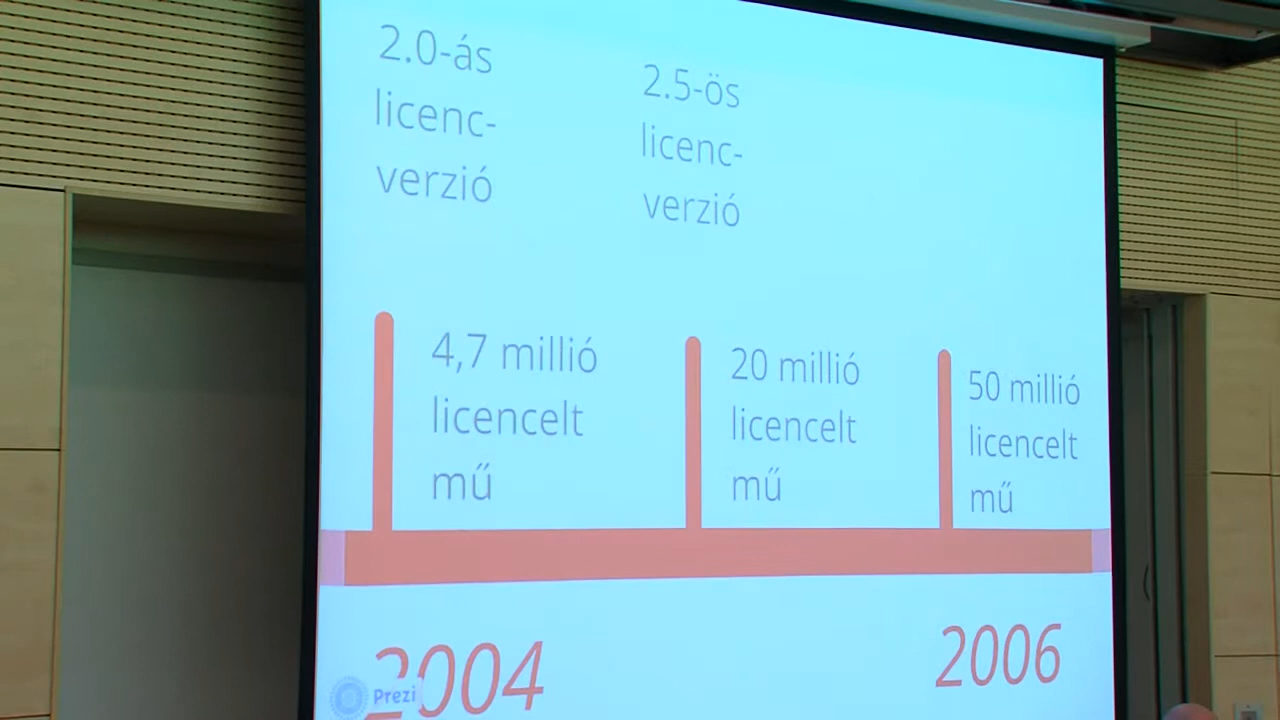 2.0-ás
licenc-
verzió
2.5-ös
licenc-
verzió
4,7 millió
licencelt
mű
20 millió
licencelt
mű
50 millió
licencelt
mű
2004
2006
Prezi